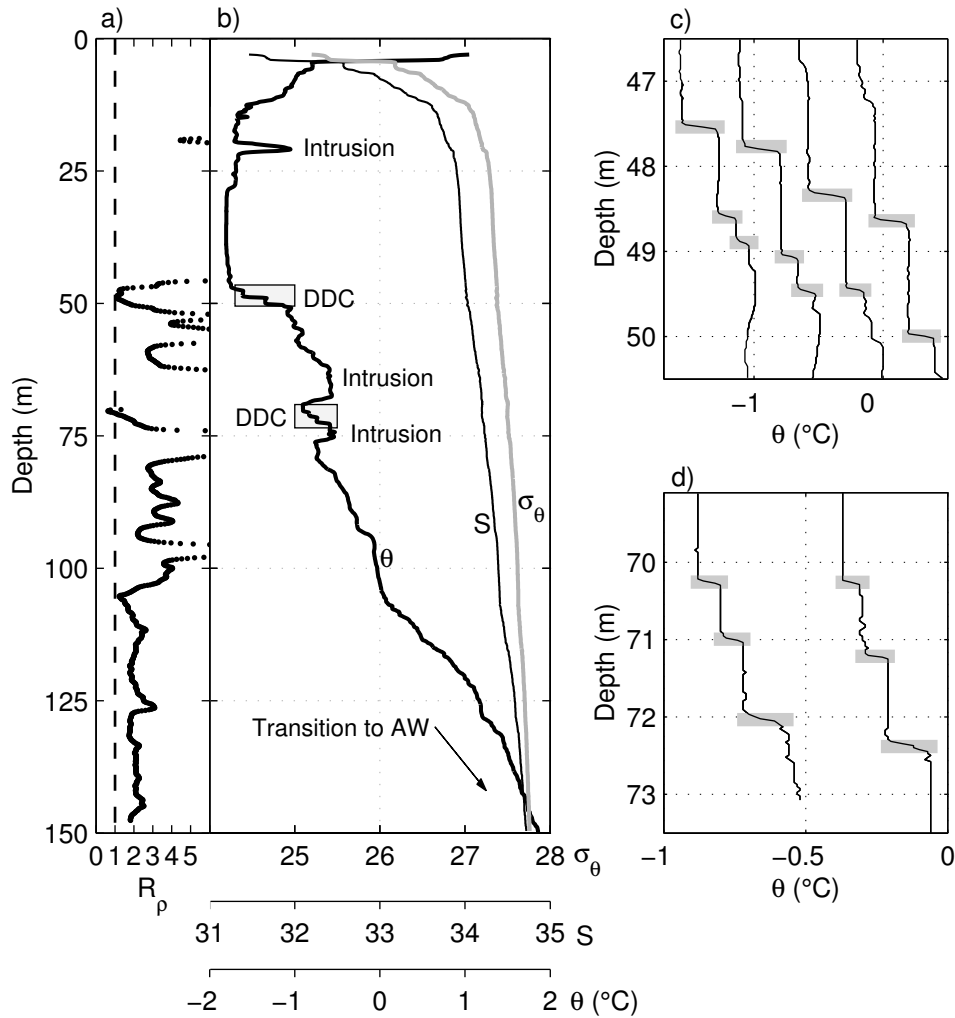 a)
b)
0
25
50
75
100
125
150
Depth (m)
0 1 2 3 4 5
Rρ
Intrusion
DDC
Intrusion
DDC
Intrusion
S
σθ
θ
Transition to AW
25 26 27 28 σθ
31 32 33 34 35 S
-2 -1 0 1 2 θ (°C)
c)
47
48
49
50
Depth (m)
-1 0
θ (°C)
d)
70
71
72
73
Depth (m)
-1 -0.5 0
θ (°C)